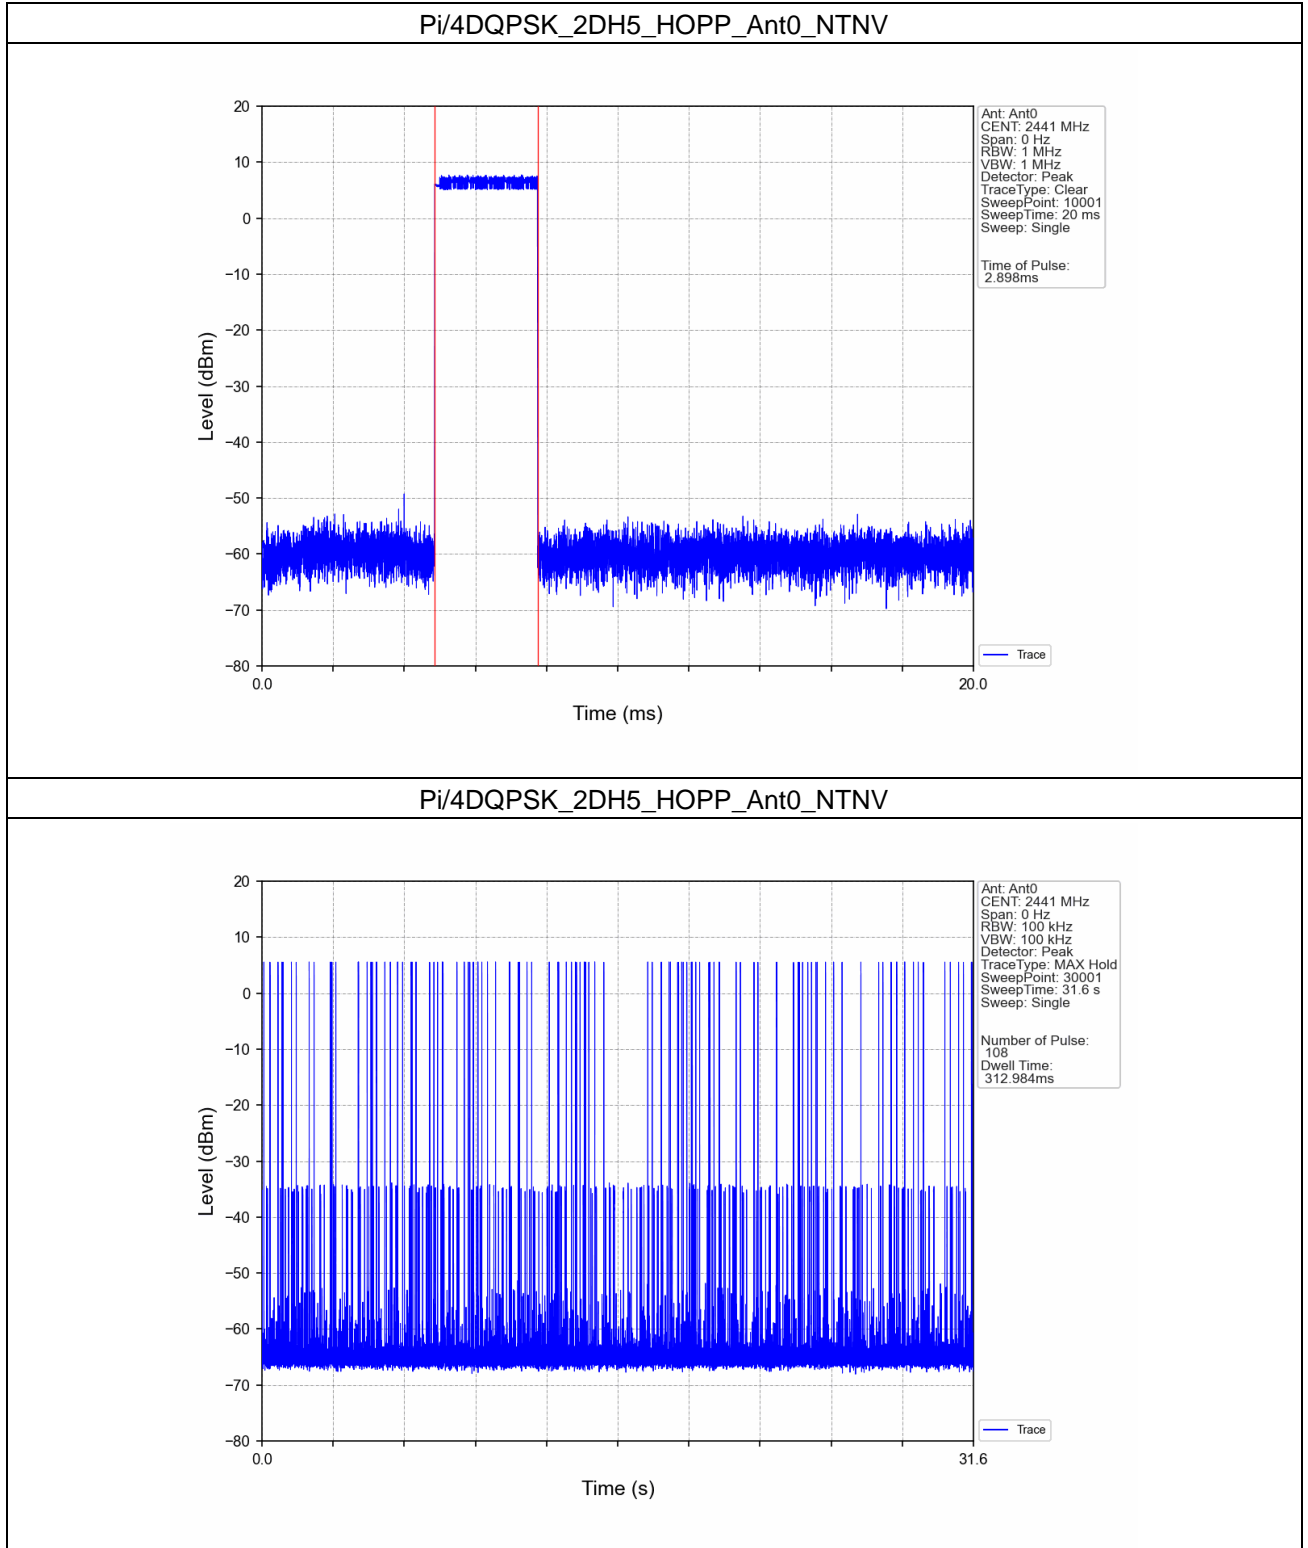 Pi/4DQPSK_2DH5_HOPP_Ant0_NTNV
20
10
0
−10
−20
−30
−40
−50
−60
−70
−80
Level (dBm)
0.0
20.0
Time (ms)
Ant: Ant0
CENT: 2441 MHz
Span: 0 Hz
RBW: 1 MHz
VBW: 1 MHz
Detector: Peak
TraceType: Clear
SweepPoint: 10001
SweepTime: 20 ms
Sweep: Single
Time of Pulse:
2.898ms
Trace
Pi/4DQPSK_2DH5_HOPP_Ant0_NTNV
20
10
0
−10
−20
−30
−40
−50
−60
−70
−80
Level (dBm)
0.0
31.6
Time (s)
Ant: Ant0
CENT: 2441 MHz
Span: 0 Hz
RBW: 100 kHz
VBW: 100 kHz
Detector: Peak
TraceType: MAX Hold
SweepPoint: 30001
SweepTime: 31.6 s
Sweep: Single
Number of Pulse:
108
Dwell Time:
312.984ms
Trace